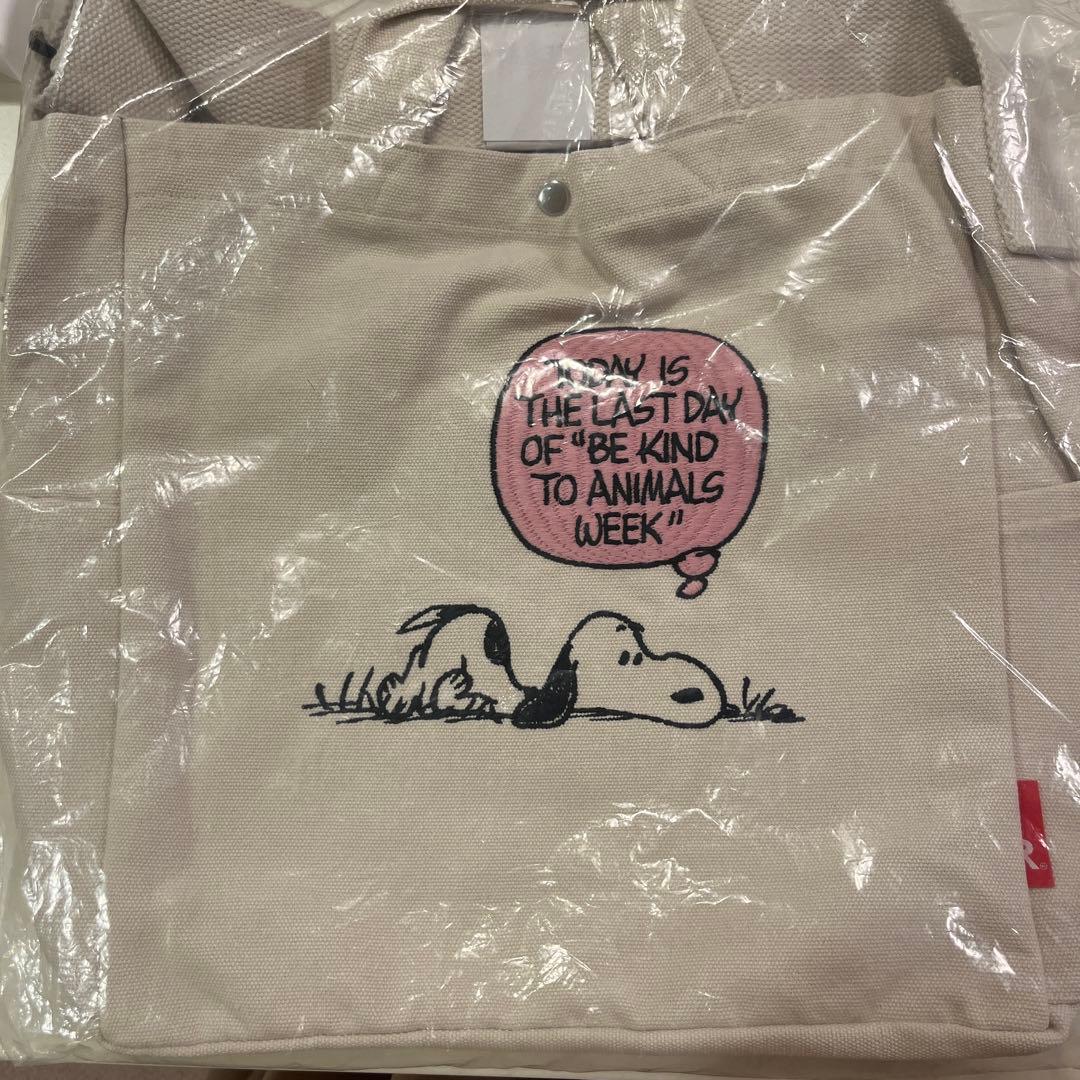 TODAY IS
THE LAST DAY
OF "BE KIND
TO ANIMALS
WEEK"
R®